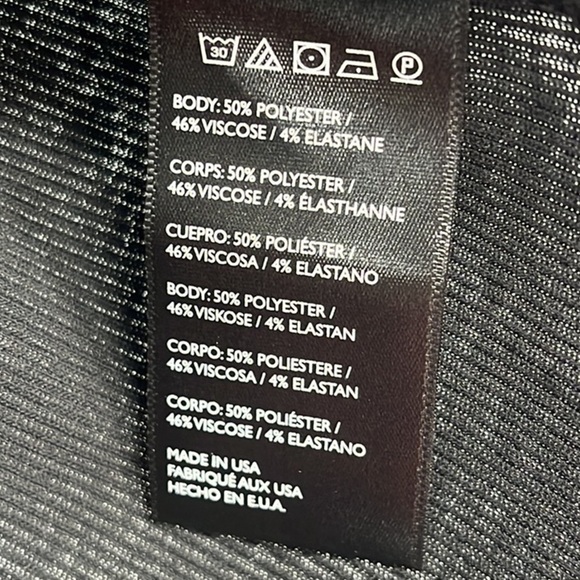 30 P
BODY: 50% POLYESTER /
46% VISCOSE / 4% ELASTANE
CORPS: 50% POLYESTER /
46% VISCOSE / 4% ÉLASTHANNE
CUEPRO: 50% POLIÉSTER /
46% VISCOSA / 4% ELASTANO
BODY: 50% POLYESTER /
46% VISKOSE / 4% ELASTAN
CORPO: 50% POLIESTERE /
46% VISCOSA / 4% ELASTAN
CORPO: 50% POLIÉSTER /
46% VISCOSE / 4% ELASTANO
MADE IN USA
FABRIQUÉ AUX USA
HECHO EN E.U.A.